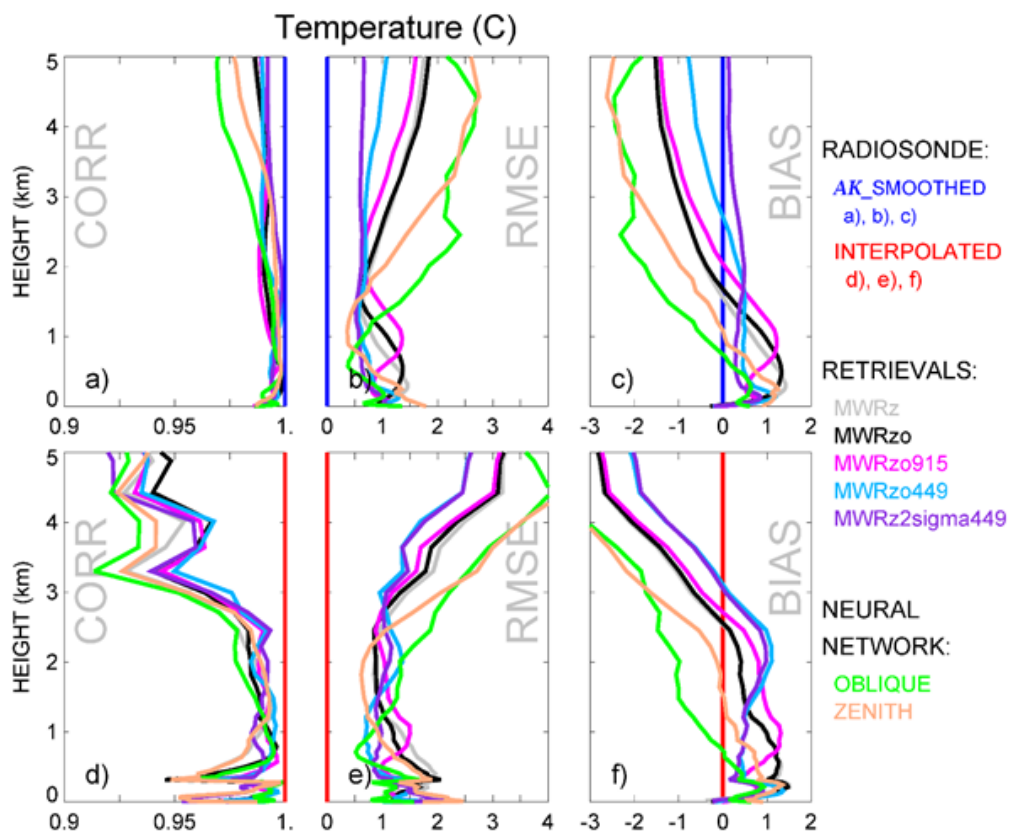 Temperature (C)
HEIGHT (km)
5
4
3
2
1
0
CORR
a)
0.9
0.95
1.
RMSE
b)
0
1
2
3
4
BIAS
c)
-3
-2
-1
0
1
2
HEIGHT (km)
5
4
3
2
1
0
CORR
d)
0.9
0.95
1.
RMSE
e)
0
1
2
3
4
BIAS
f)
-3
-2
-1
0
1
2
RADIOSONDE:
AK_SMOOTHED
a), b), c)
INTERPOLATED
d), e), f)
RETRIEVALS:
MWRz
MWRzo
MWRzo915
MWRzo449
MWRz2sigma449
NEURAL
NETWORK:
OBLIQUE
ZENITH